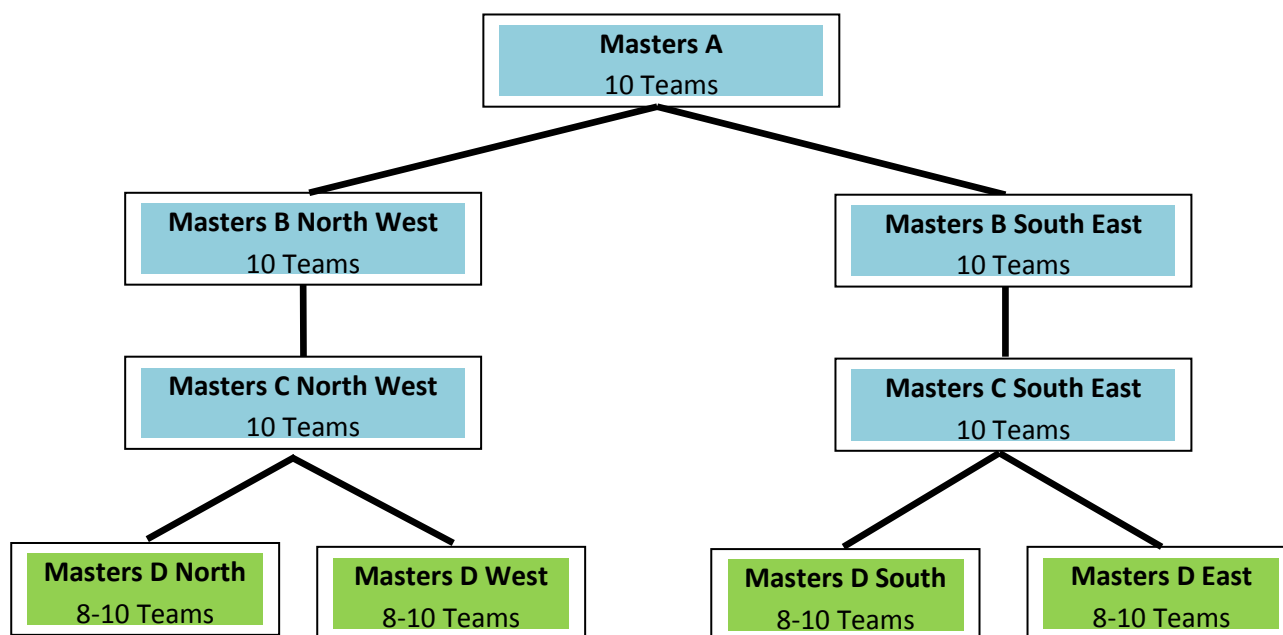 Masters A
10 Teams
Masters B North West
10 Teams
Masters B South East
10 Teams
Masters C North West
10 Teams
Masters C South East
10 Teams
Masters D North
8-10 Teams
Masters D West
8-10 Teams
Masters D South
8-10 Teams
Masters D East
8-10 Teams